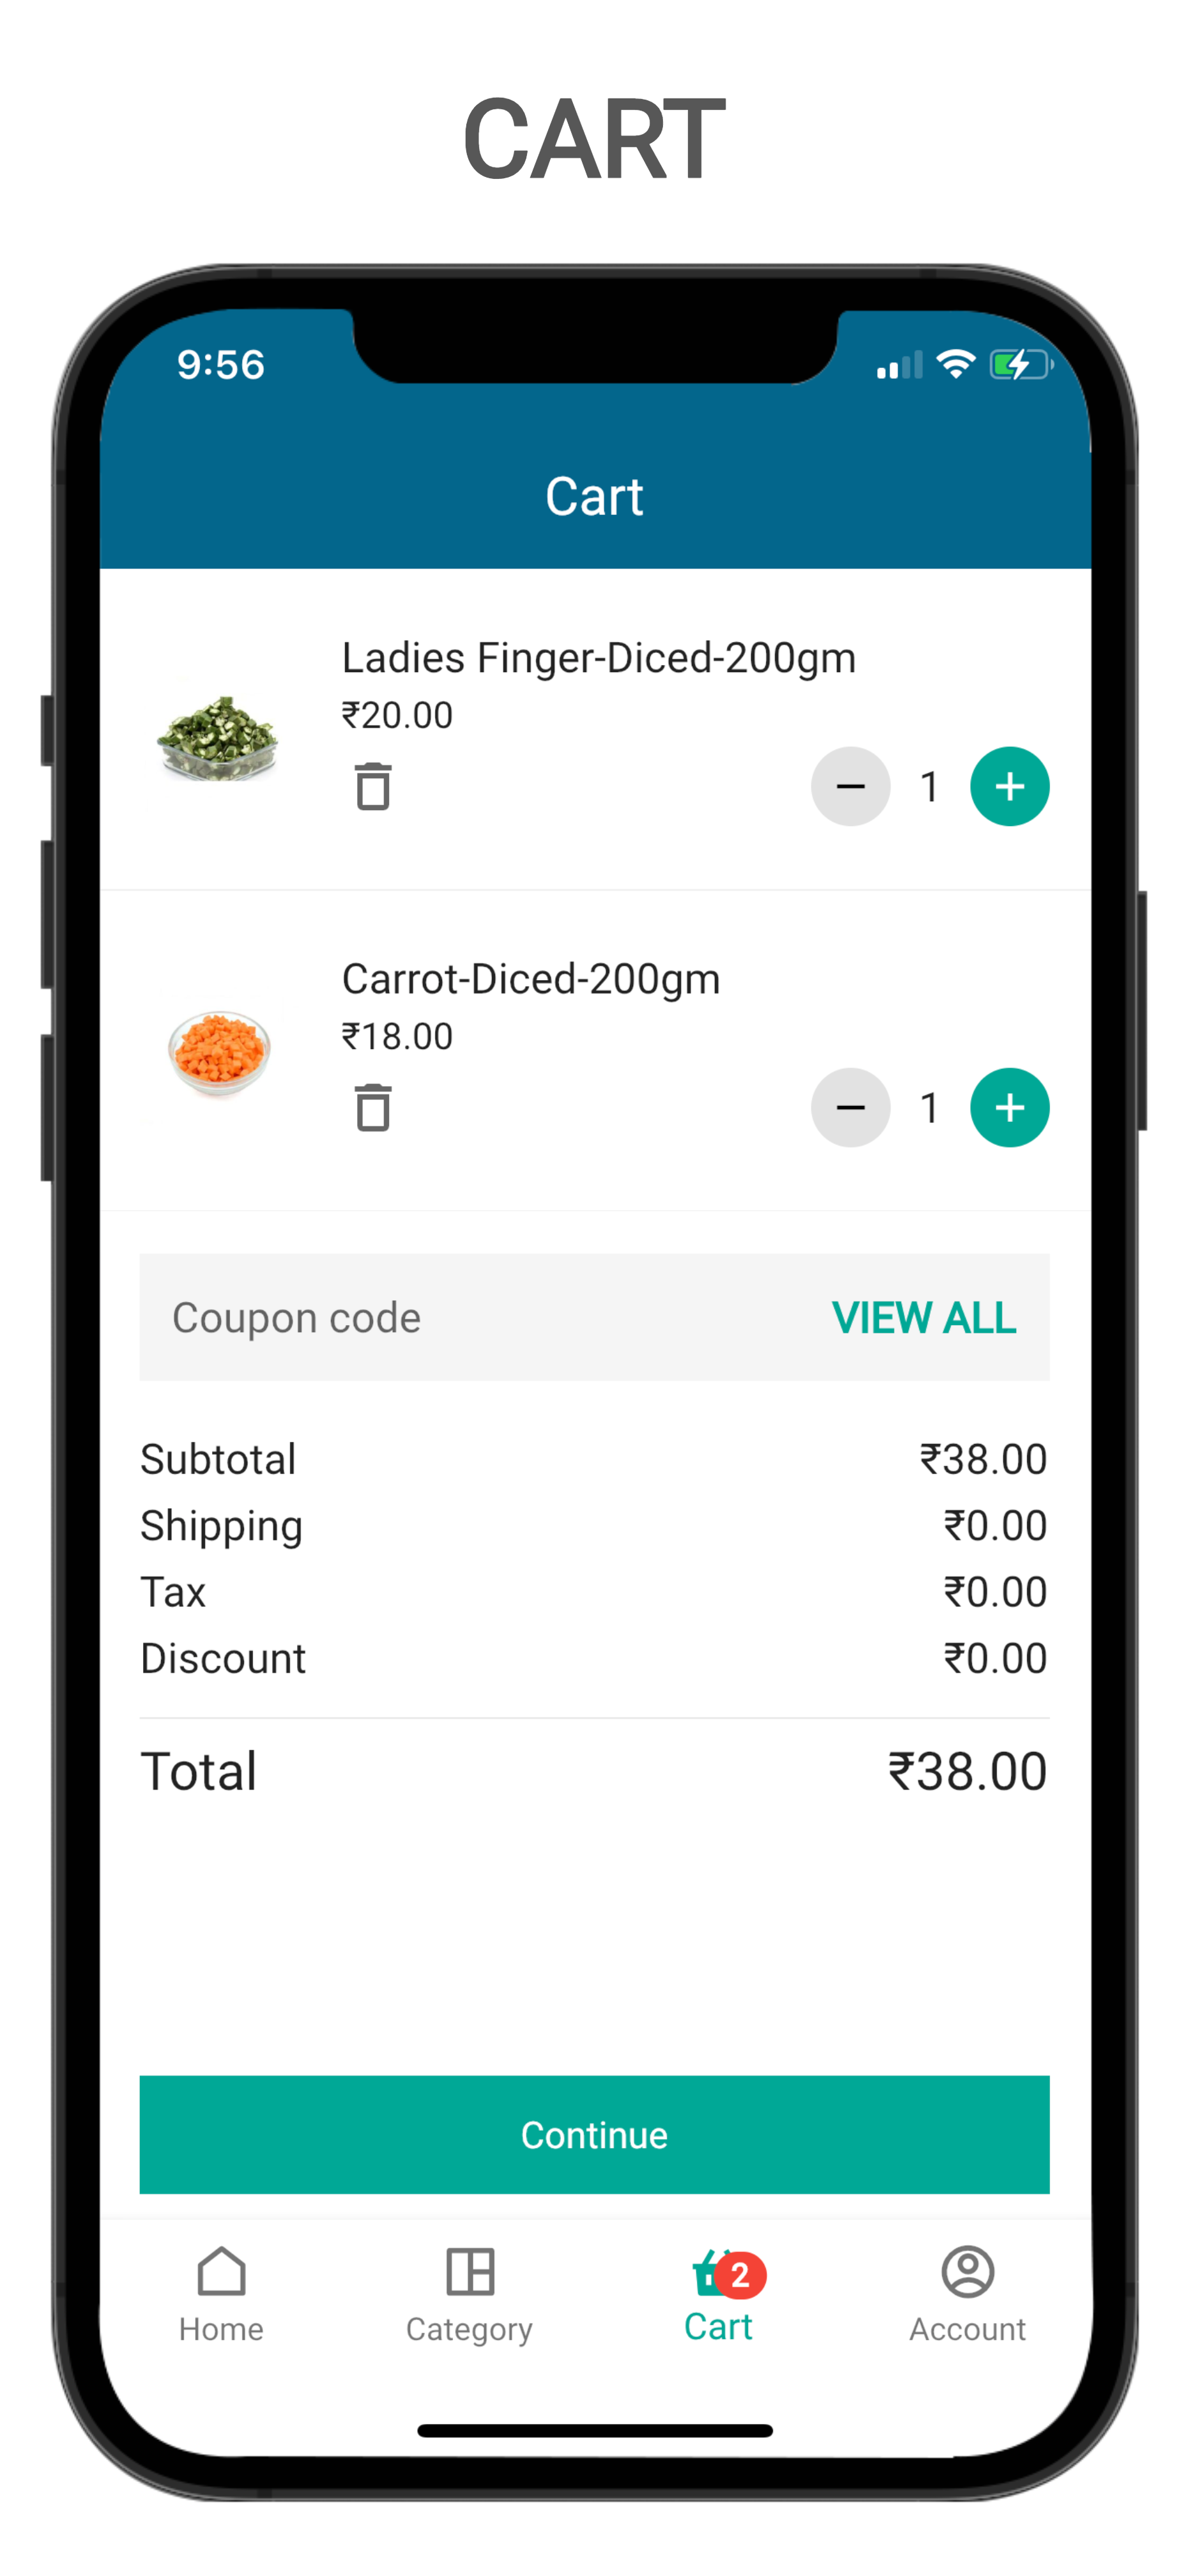 CART
9:56
Cart
Ladies Finger-Diced-200gm
₹20.00
1
Carrot-Diced-200gm
₹18.00
1
Coupon code VIEW ALL
Subtotal ₹38.00
Shipping ₹0.00
Tax ₹0.00
Discount ₹0.00
Total ₹38.00
Continue
2
Home Category Cart Account